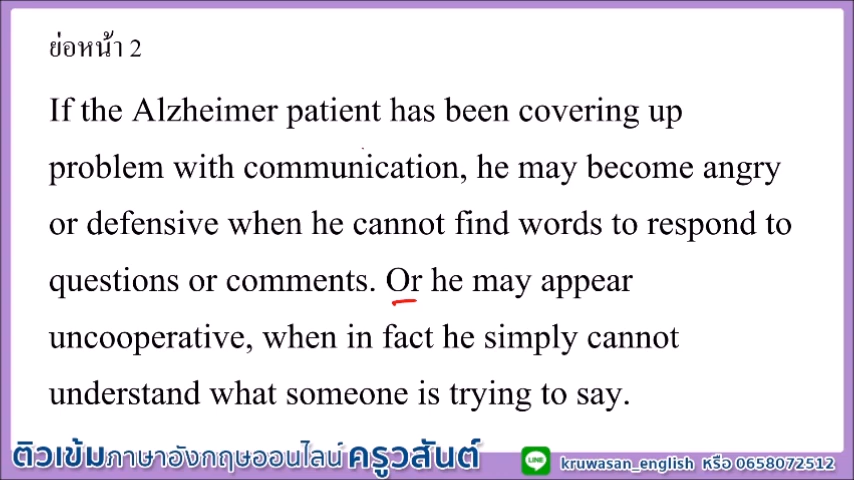 ย่อหน้า 2
If the Alzheimer patient has been covering up
problem with communication, he may become angry
or defensive when he cannot find words to respond to
questions or comments. Or he may appear
uncooperative, when in fact he simply cannot
understand what someone is trying to say.
ติวเข้มภาษาอังกฤษออนไลน์ ครูวสันต์ LINE kruwasan_english หรือ 0658072512